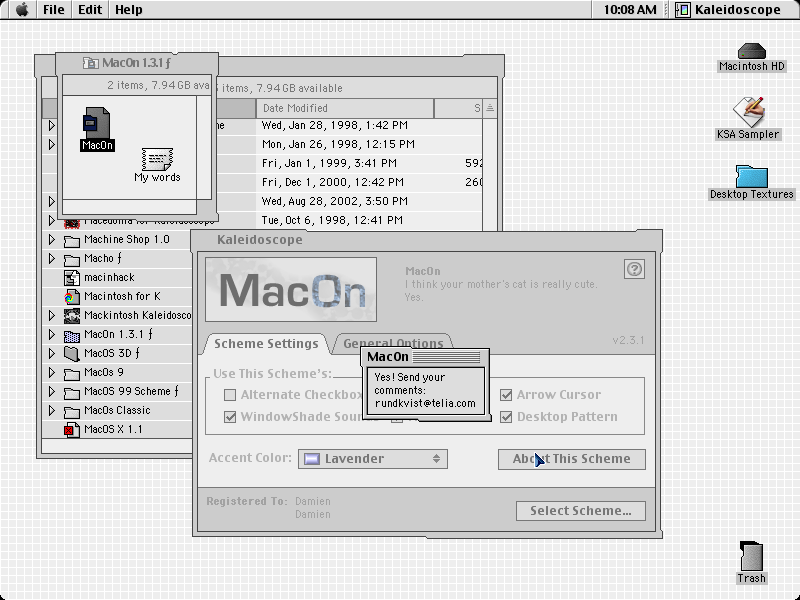 File Edit Help
10:08 AM
Kaleidoscope
MacOn 1.3.1 ƒ
2 items, 7.94 GB ava
items, 7.94 GB available
Date Modified
S
MacOn
My words
Wed, Jan 28, 1998, 1:42 PM
Mon, Jan 26, 1998, 12:15 PM
Fri, Jan 1, 1999, 3:41 PM 592
Fri, Dec 1, 2000, 12:42 PM 260
Wed, Aug 28, 2002, 3:50 PM
Macedonia for Kaleidoscope Tue, Oct 6, 1998, 12:41 PM
Machine Shop 1.0
Macho ƒ
macinhack
Macintosh for K
Mackintosh Kaleidosco
MacOn 1.3.1 ƒ
MacOS 3D ƒ
MacOs 9
MacOS 99 Scheme ƒ
MacOs Classic
MacOS X 1.1
Kaleidoscope
MacOn
MacOn
I think your mother's cat is really cute.
Yes.
?
v2.3.1
Scheme Settings
General Options
Use This Scheme's:
Alternate Checkbox
Arrow Cursor
WindowShade Soun
Desktop Pattern
MacOn
Yes! Send your
comments:
rundkvist@telia.com
Accent Color: Lavender
About This Scheme
Registered To: Damien
Damien
Select Scheme...
Macintosh HD
KSA Sampler
Desktop Textures
Trash